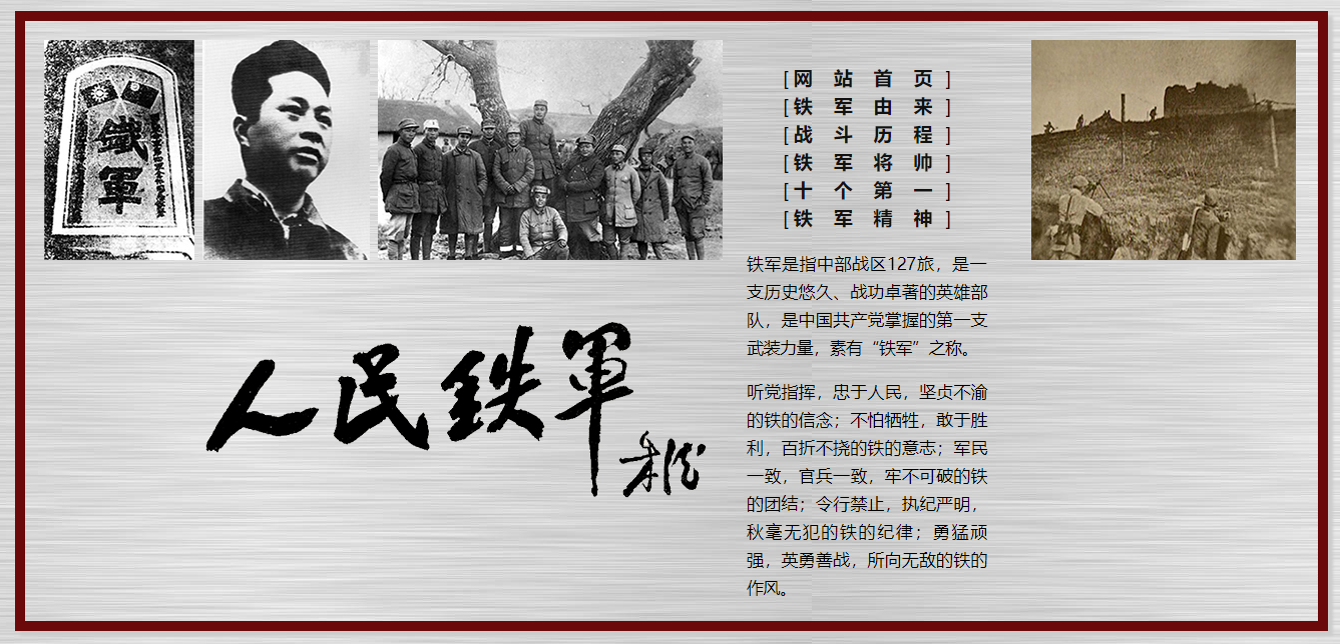 鐵
軍
人民鉄軍
[ 网 站 首 页 ]
[ 铁 军 由 来 ]
[ 战 斗 历 程 ]
[ 铁 军 将 帅 ]
[ 十 个 第 一 ]
[ 铁 军 精 神 ]
铁军是指中部战区127旅，是一
支历史悠久、战功卓著的英雄部
队，是中国共产党掌握的第一支
武装力量，素有“铁军”之称。
听党指挥，忠于人民，坚贞不渝
的铁的信念；不怕牺牲，敢于胜
利，百折不挠的铁的意志；军民
一致，官兵一致，牢不可破的铁
的团结；令行禁止，执纪严明，
秋毫无犯的铁的纪律；勇猛顽
强，英勇善战，所向无敌的铁的
作风。